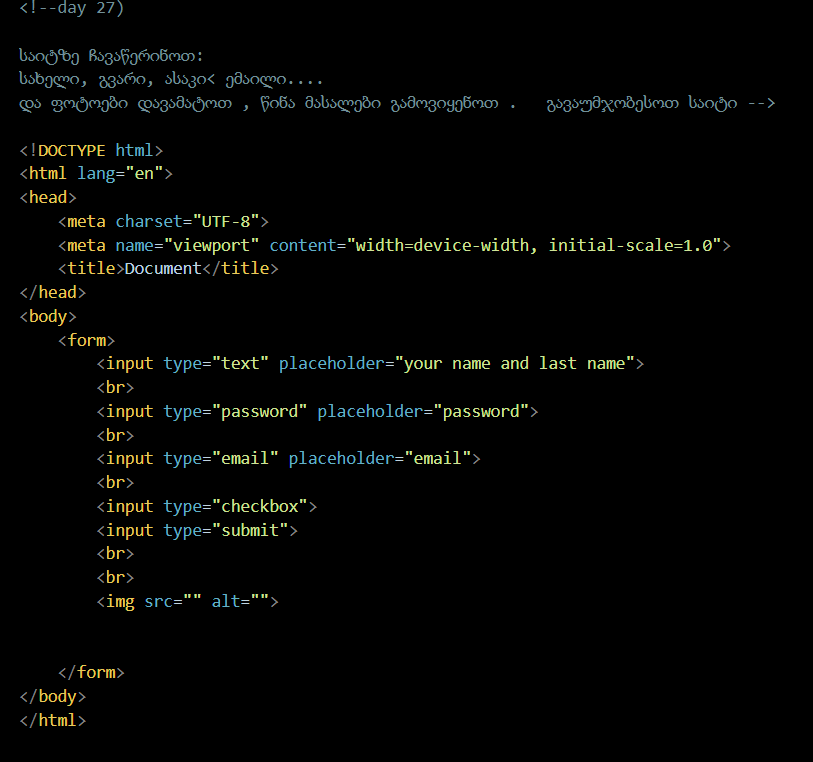 <!--day 27)
საიტზე ჩავაწერინოთ:
სახელი, გვარი, ასაკი< ემაილი....
და ფოტოები დავამატოთ , წინა მასალები გამოვიყენოთ .   გავაუმჯობესოთ საიტი -->
<!DOCTYPE html>
<html lang="en">
<head>
    <meta charset="UTF-8">
    <meta name="viewport" content="width=device-width, initial-scale=1.0">
    <title>Document</title>
</head>
<body>
    <form>
        <input type="text" placeholder="your name and last name">
        <br>
        <input type="password" placeholder="password">
        <br>
        <input type="email" placeholder="email">
        <br>
        <input type="checkbox">
        <input type="submit">
        <br>
        <br>
        <img src="" alt="">
    </form>
</body>
</html>